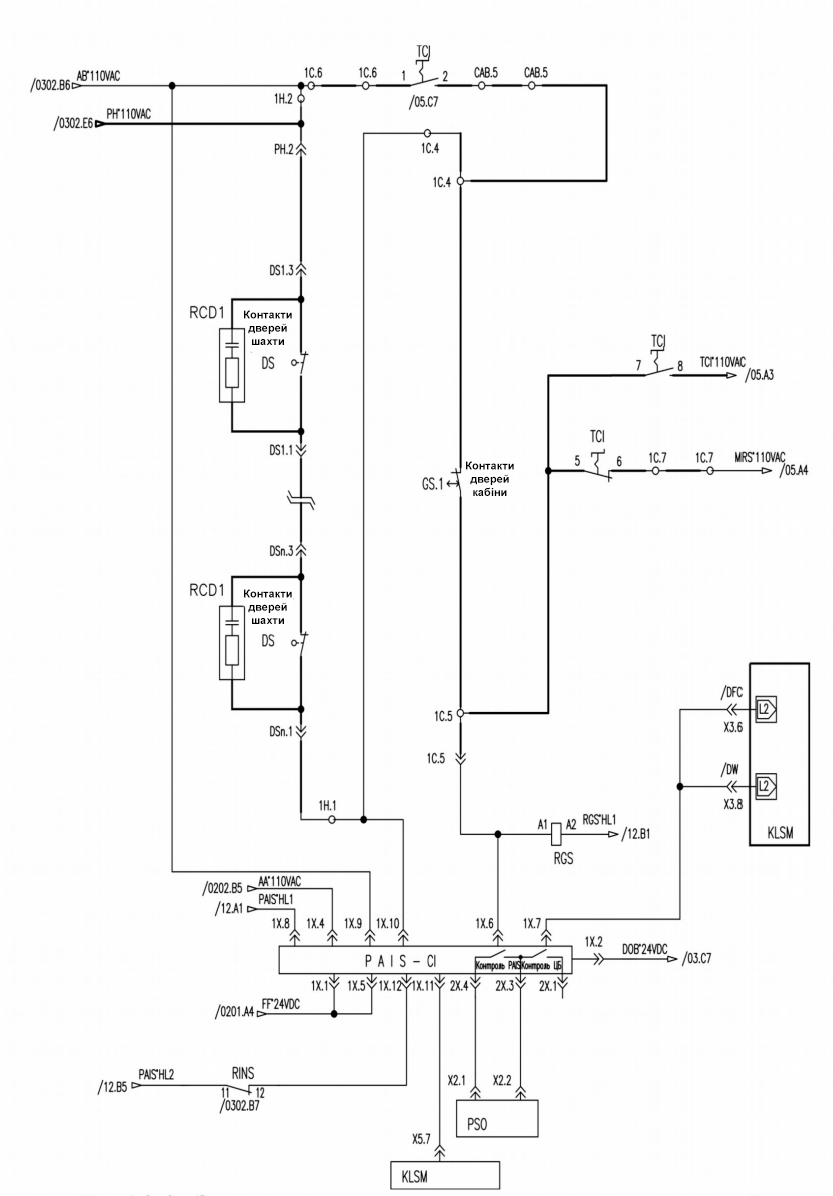 TCI
AB*110VAC
1C.6
1C.6
1
2
CAB.5
CAB.5
/0302.B6
1H.2
/05.C7
PH*110VAC
/0302.E6
PH.2
1C.4
1C.4
DS1.3
RCD1
Контакти
дверей
шахти
DS
TCI
7
8
TCI*110VAC
/05.A3
DS1.1
TCI
5
6
1C.7
1C.7
MRS*110VAC
/05.A4
GS.1
Контакти
дверей
кабіни
DSn.3
RCD1
Контакти
дверей
шахти
DS
/DFC
L2
X3.6
1C.5
DSn.1
1C.5
/DW
L2
X3.8
KLSM
1H.1
A1
A2
RGS*HL1
/12.B1
RGS
/0202.B5
AA*110VAC
/12.A1
PAIS*HL1
1X.8
1X.4
1X.9
1X.10
1X.6
1X.7
1X.2
DOB*24VDC
/03.C7
PAIS-CI
Контроль PAIS
Контроль ЦБ
1X.1
1X.5
1X.12
1X.11
2X.4
2X.3
2X.1
/0201.A4
FF*24VDC
/12.B5
PAIS*HL2
RINS
11
12
/0302.B7
X2.1
X2.2
PSO
X5.7
KLSM